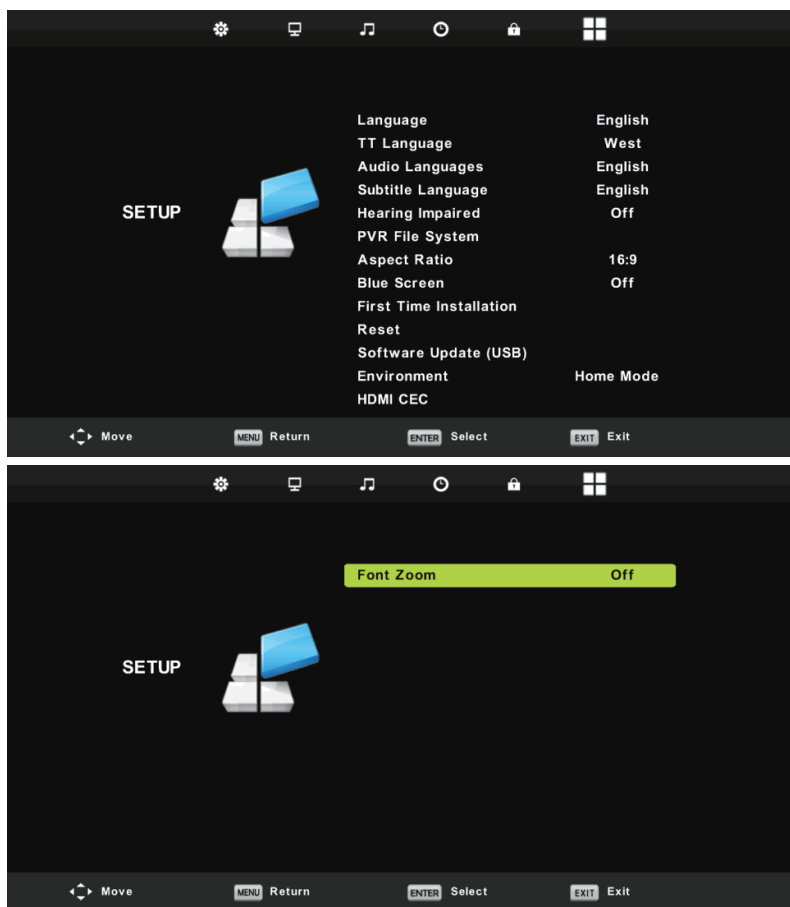 SETUP
Language English
TT Language West
Audio Languages English
Subtitle Language English
Hearing Impaired Off
PVR File System
Aspect Ratio 16:9
Blue Screen Off
First Time Installation
Reset
Software Update (USB)
Environment Home Mode
HDMI CEC
Move MENU Return ENTER Select EXIT Exit
Font Zoom Off
SETUP
Move MENU Return ENTER Select EXIT Exit